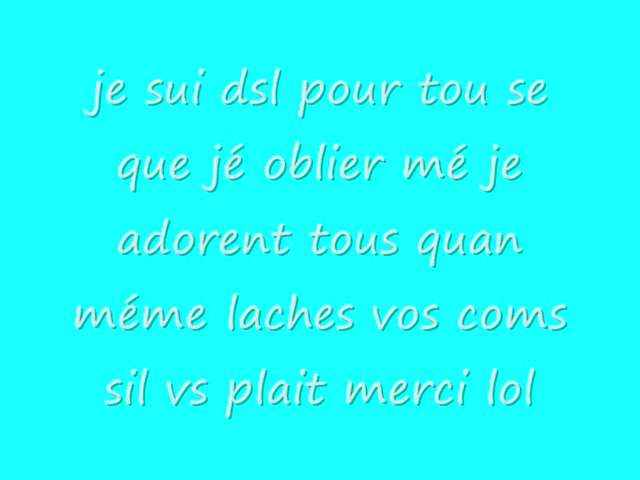 je sui dsl pour tou se
que jé oblier mé je
adorent tous quan
méme laches vos coms
sil vs plait merci lol